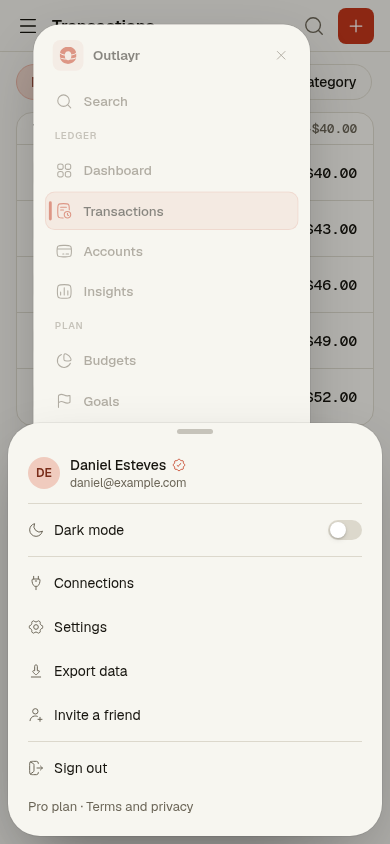 Transactions
Outlayr
Search
ategory
LEDGER
$40.00
Dashboard
$40.00
Transactions
$43.00
Accounts
$46.00
Insights
PLAN
$49.00
Budgets
Goals
$52.00
DE
Daniel Esteves
daniel@example.com
Dark mode
Connections
Settings
Export data
Invite a friend
Sign out
Pro plan · Terms and privacy